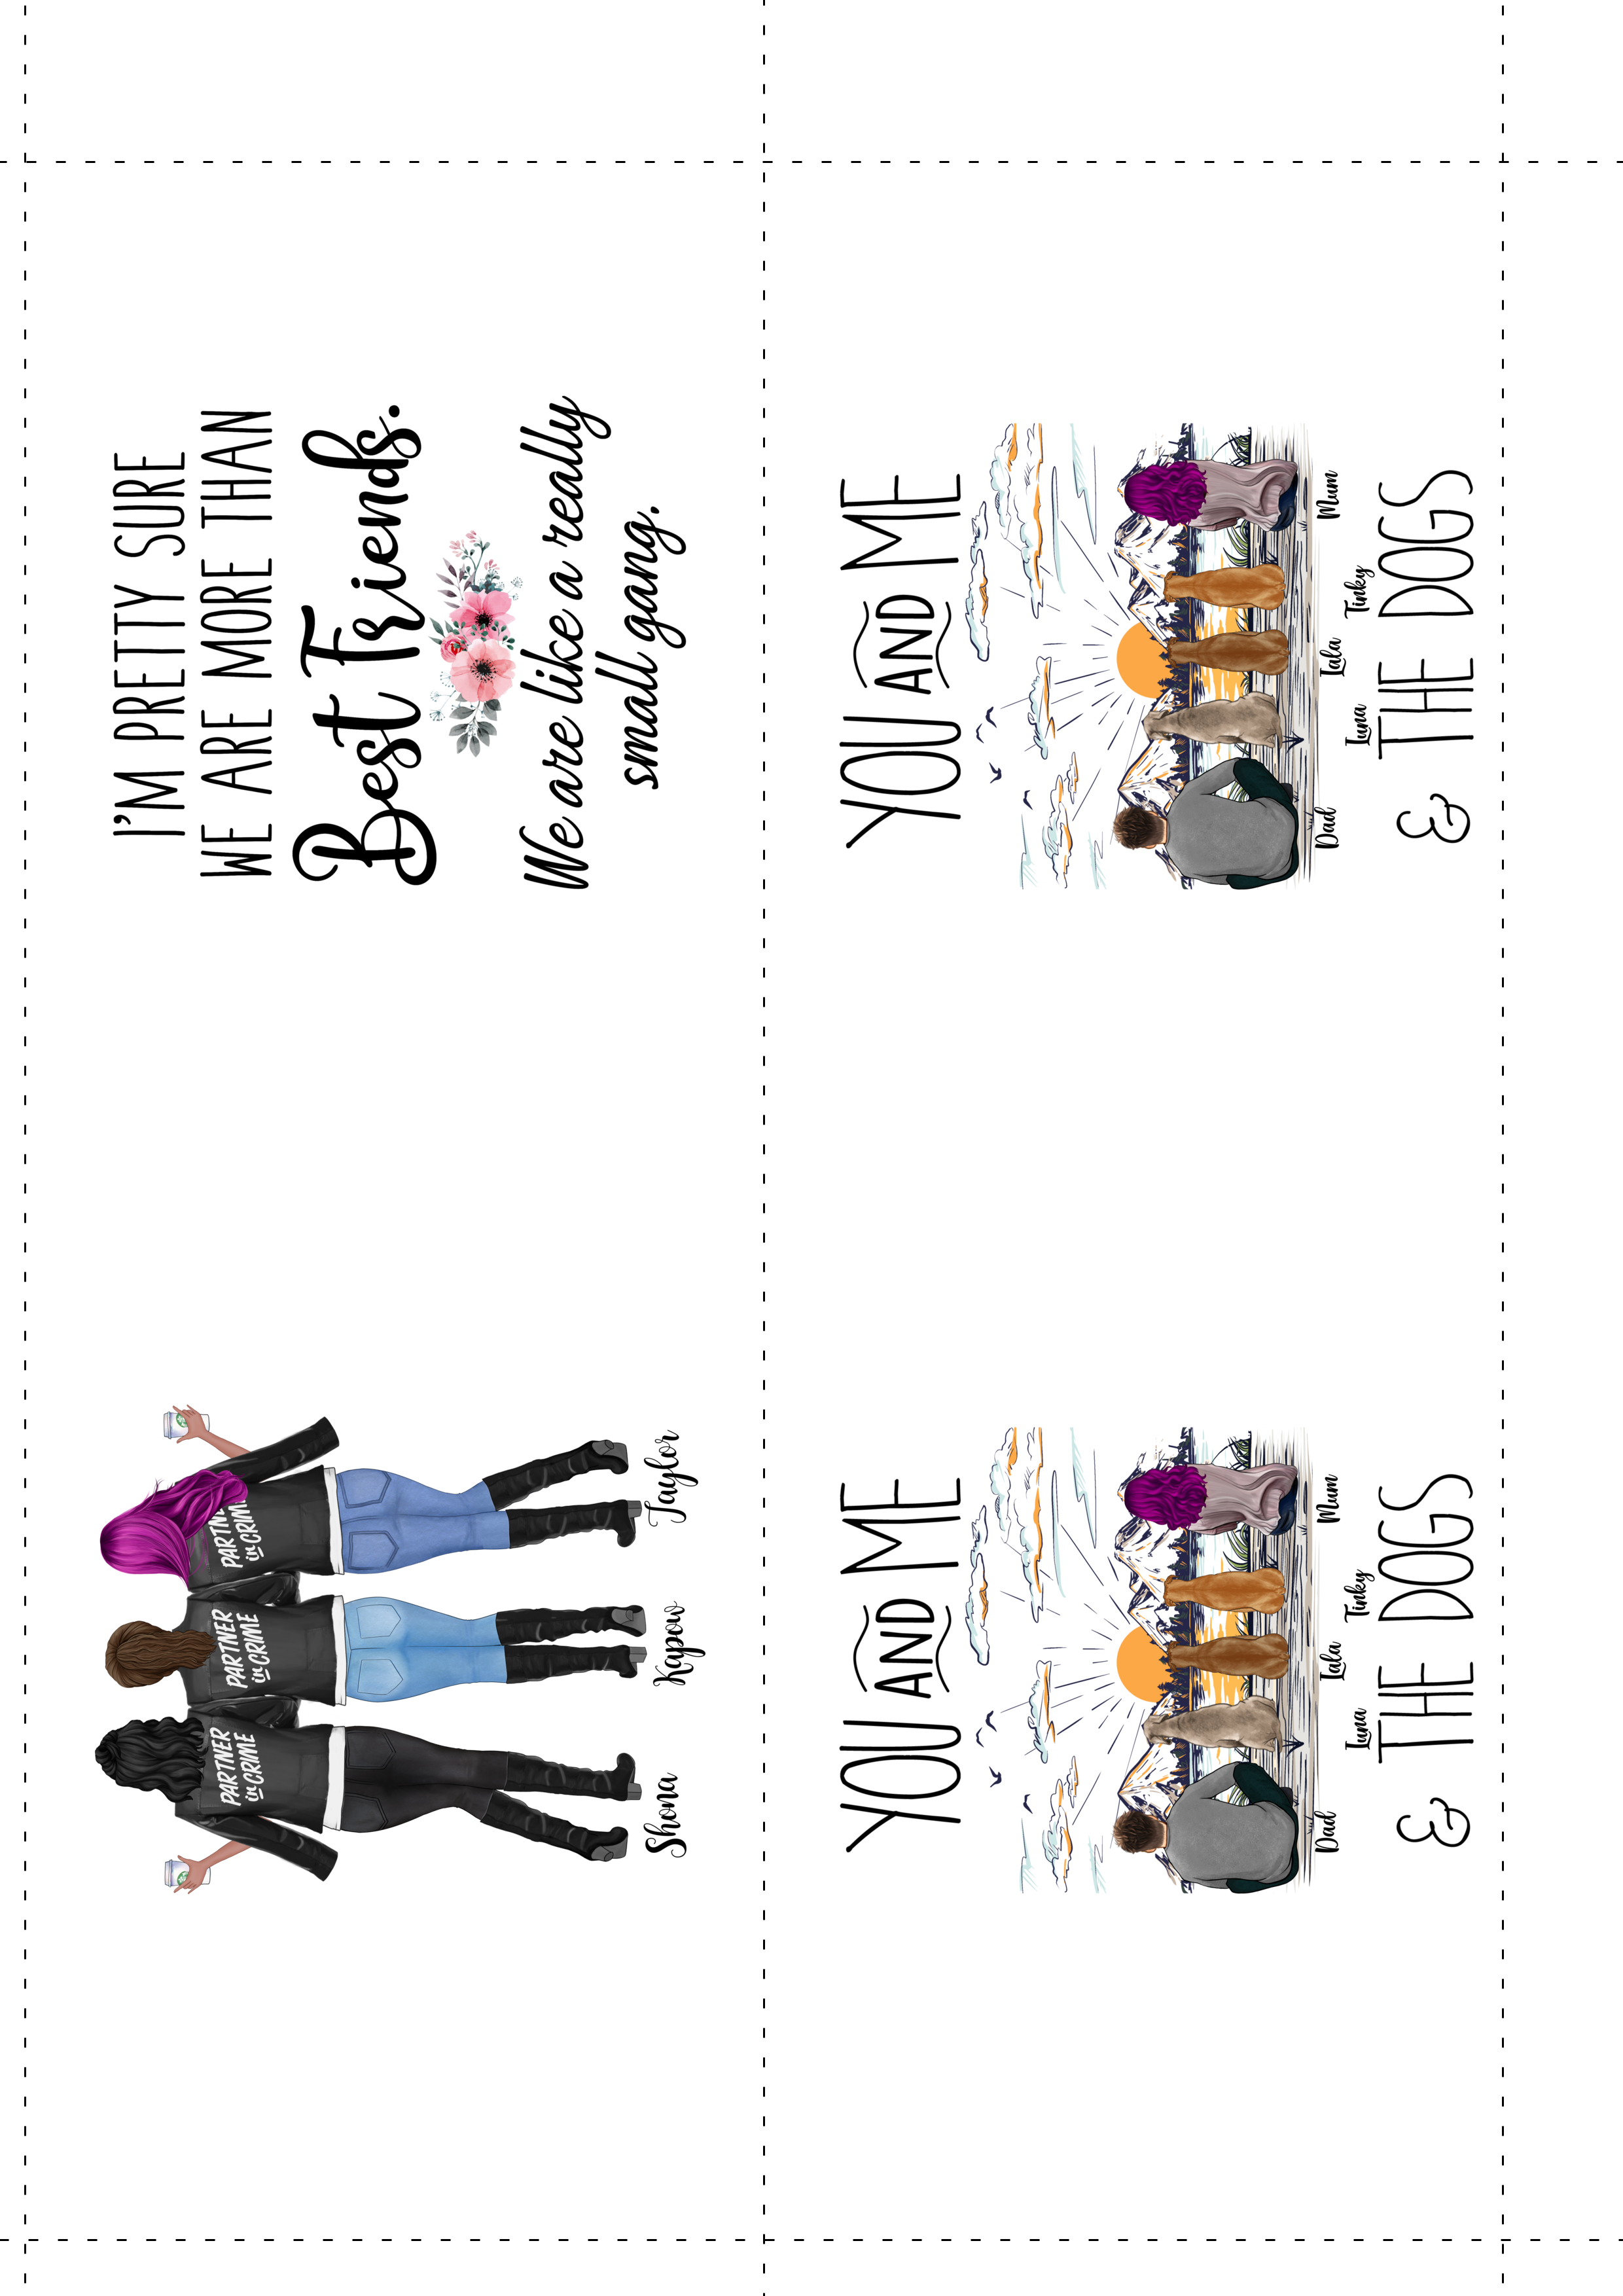 PARTNER
in CRIME
PARTNER
in CRIME
PARTNE
in CRIM
Shona Kapow Taylor
I'M PRETTY SURE
WE ARE MORE THAN
Best Friends.
We are like a really
small gang.
YOU AND ME
Dad Luna Lala Tinky Mum
& THE DOGS
YOU AND ME
Dad Luna Lala Tinky Mum
& THE DOGS